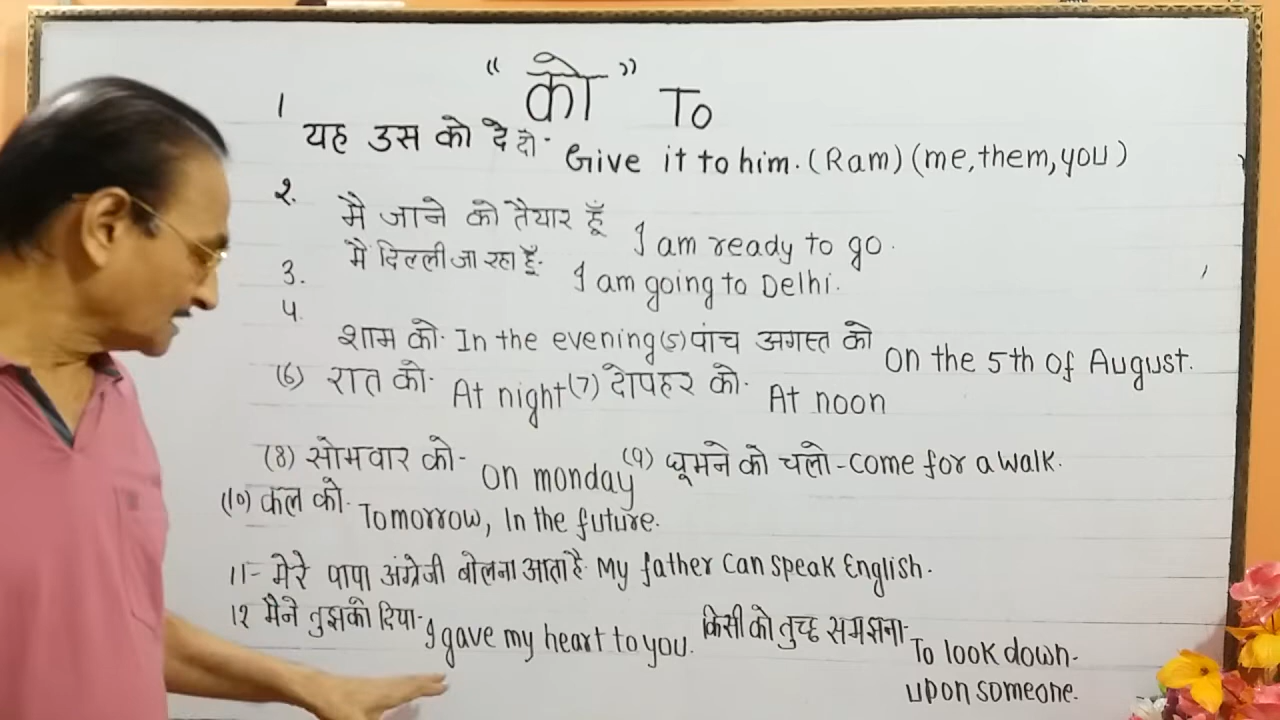 "को" To
1 यह उस को दे दो- Give it to him. (Ram) (me, them, you)
२. मै जाने को तैयार हूँ I am ready to go.
3. मैं दिल्ली जा रहा हूँ- I am going to Delhi.
4. शाम को- In the evening (5) पांच अगस्त को On the 5th of August.
(6) रात को- At night (7) दोपहर को- At noon
(8) सोमवार को- On monday (9) घूमने को चलो - come for a walk.
(10) कल को- Tomorrow, In the future.
11- मेरे पापा अंग्रेजी बोलना आता है- My father can speak English.
1२ मैने तुझको दिया- I gave my heart to you. किसी को तुच्छ समझना- To look down-
upon someone.